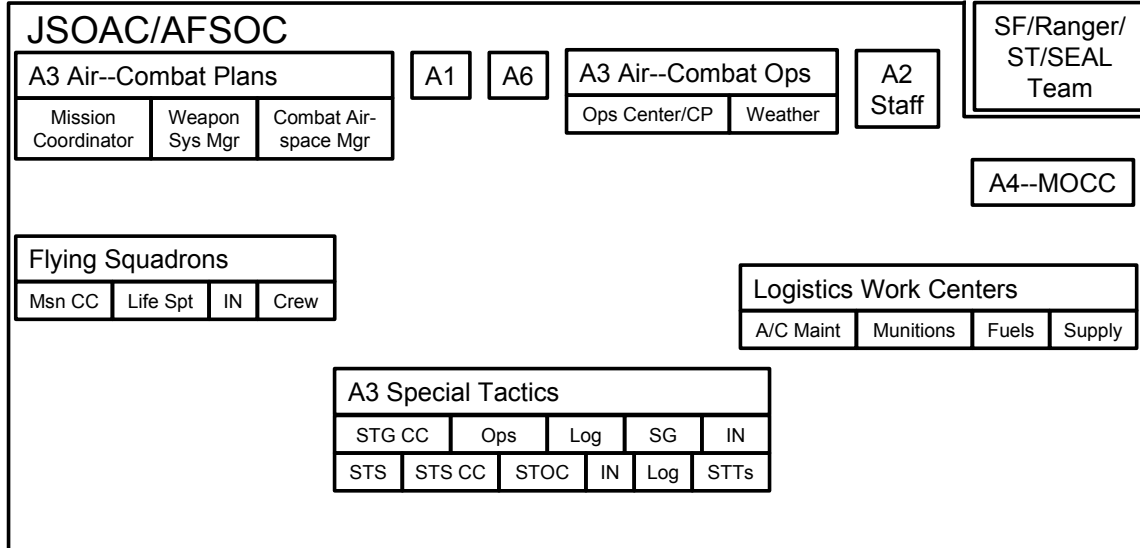 JSOAC/AFSOC
SF/Ranger/
ST/SEAL
Team
A3 Air--Combat Plans
Mission
Coordinator
Weapon
Sys Mgr
Combat Air-
space Mgr
A1
A6
A3 Air--Combat Ops
Ops Center/CP
Weather
A2
Staff
A4--MOCC
Flying Squadrons
Msn CC
Life Spt
IN
Crew
Logistics Work Centers
A/C Maint
Munitions
Fuels
Supply
A3 Special Tactics
STG CC
Ops
Log
SG
IN
STS
STS CC
STOC
IN
Log
STTs